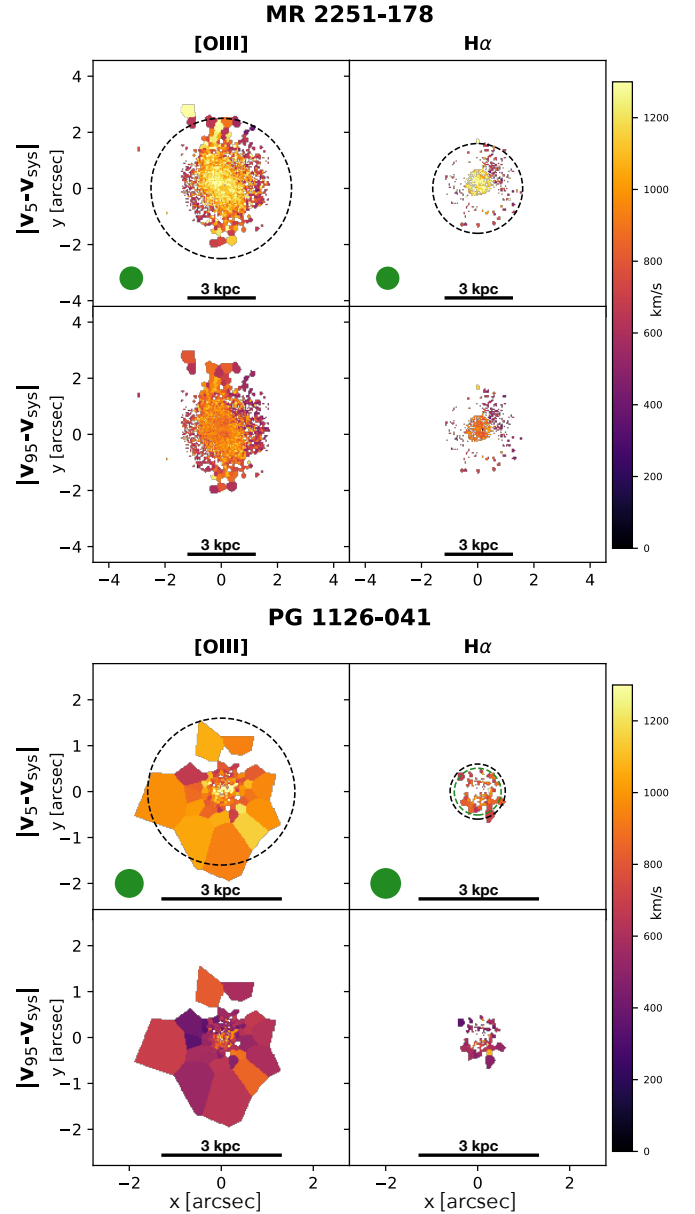 MR 2251-178
[OIII] Hα
|v5-vsys|
y [arcsec]
4
2
0
−2
−4
3 kpc
3 kpc
|v95-vsys|
y [arcsec]
4
2
0
−2
−4
3 kpc
3 kpc
−4 −2 0 2 4
−4 −2 0 2 4
1200
1000
800
600
400
200
0
km/s
PG 1126-041
[OIII] Hα
|v5-vsys|
y [arcsec]
2
1
0
−1
−2
3 kpc
3 kpc
|v95-vsys|
y [arcsec]
2
1
0
−1
−2
3 kpc
3 kpc
−2 0 2
−2 0 2
x [arcsec] x [arcsec]
1200
1000
800
600
400
200
0
km/s